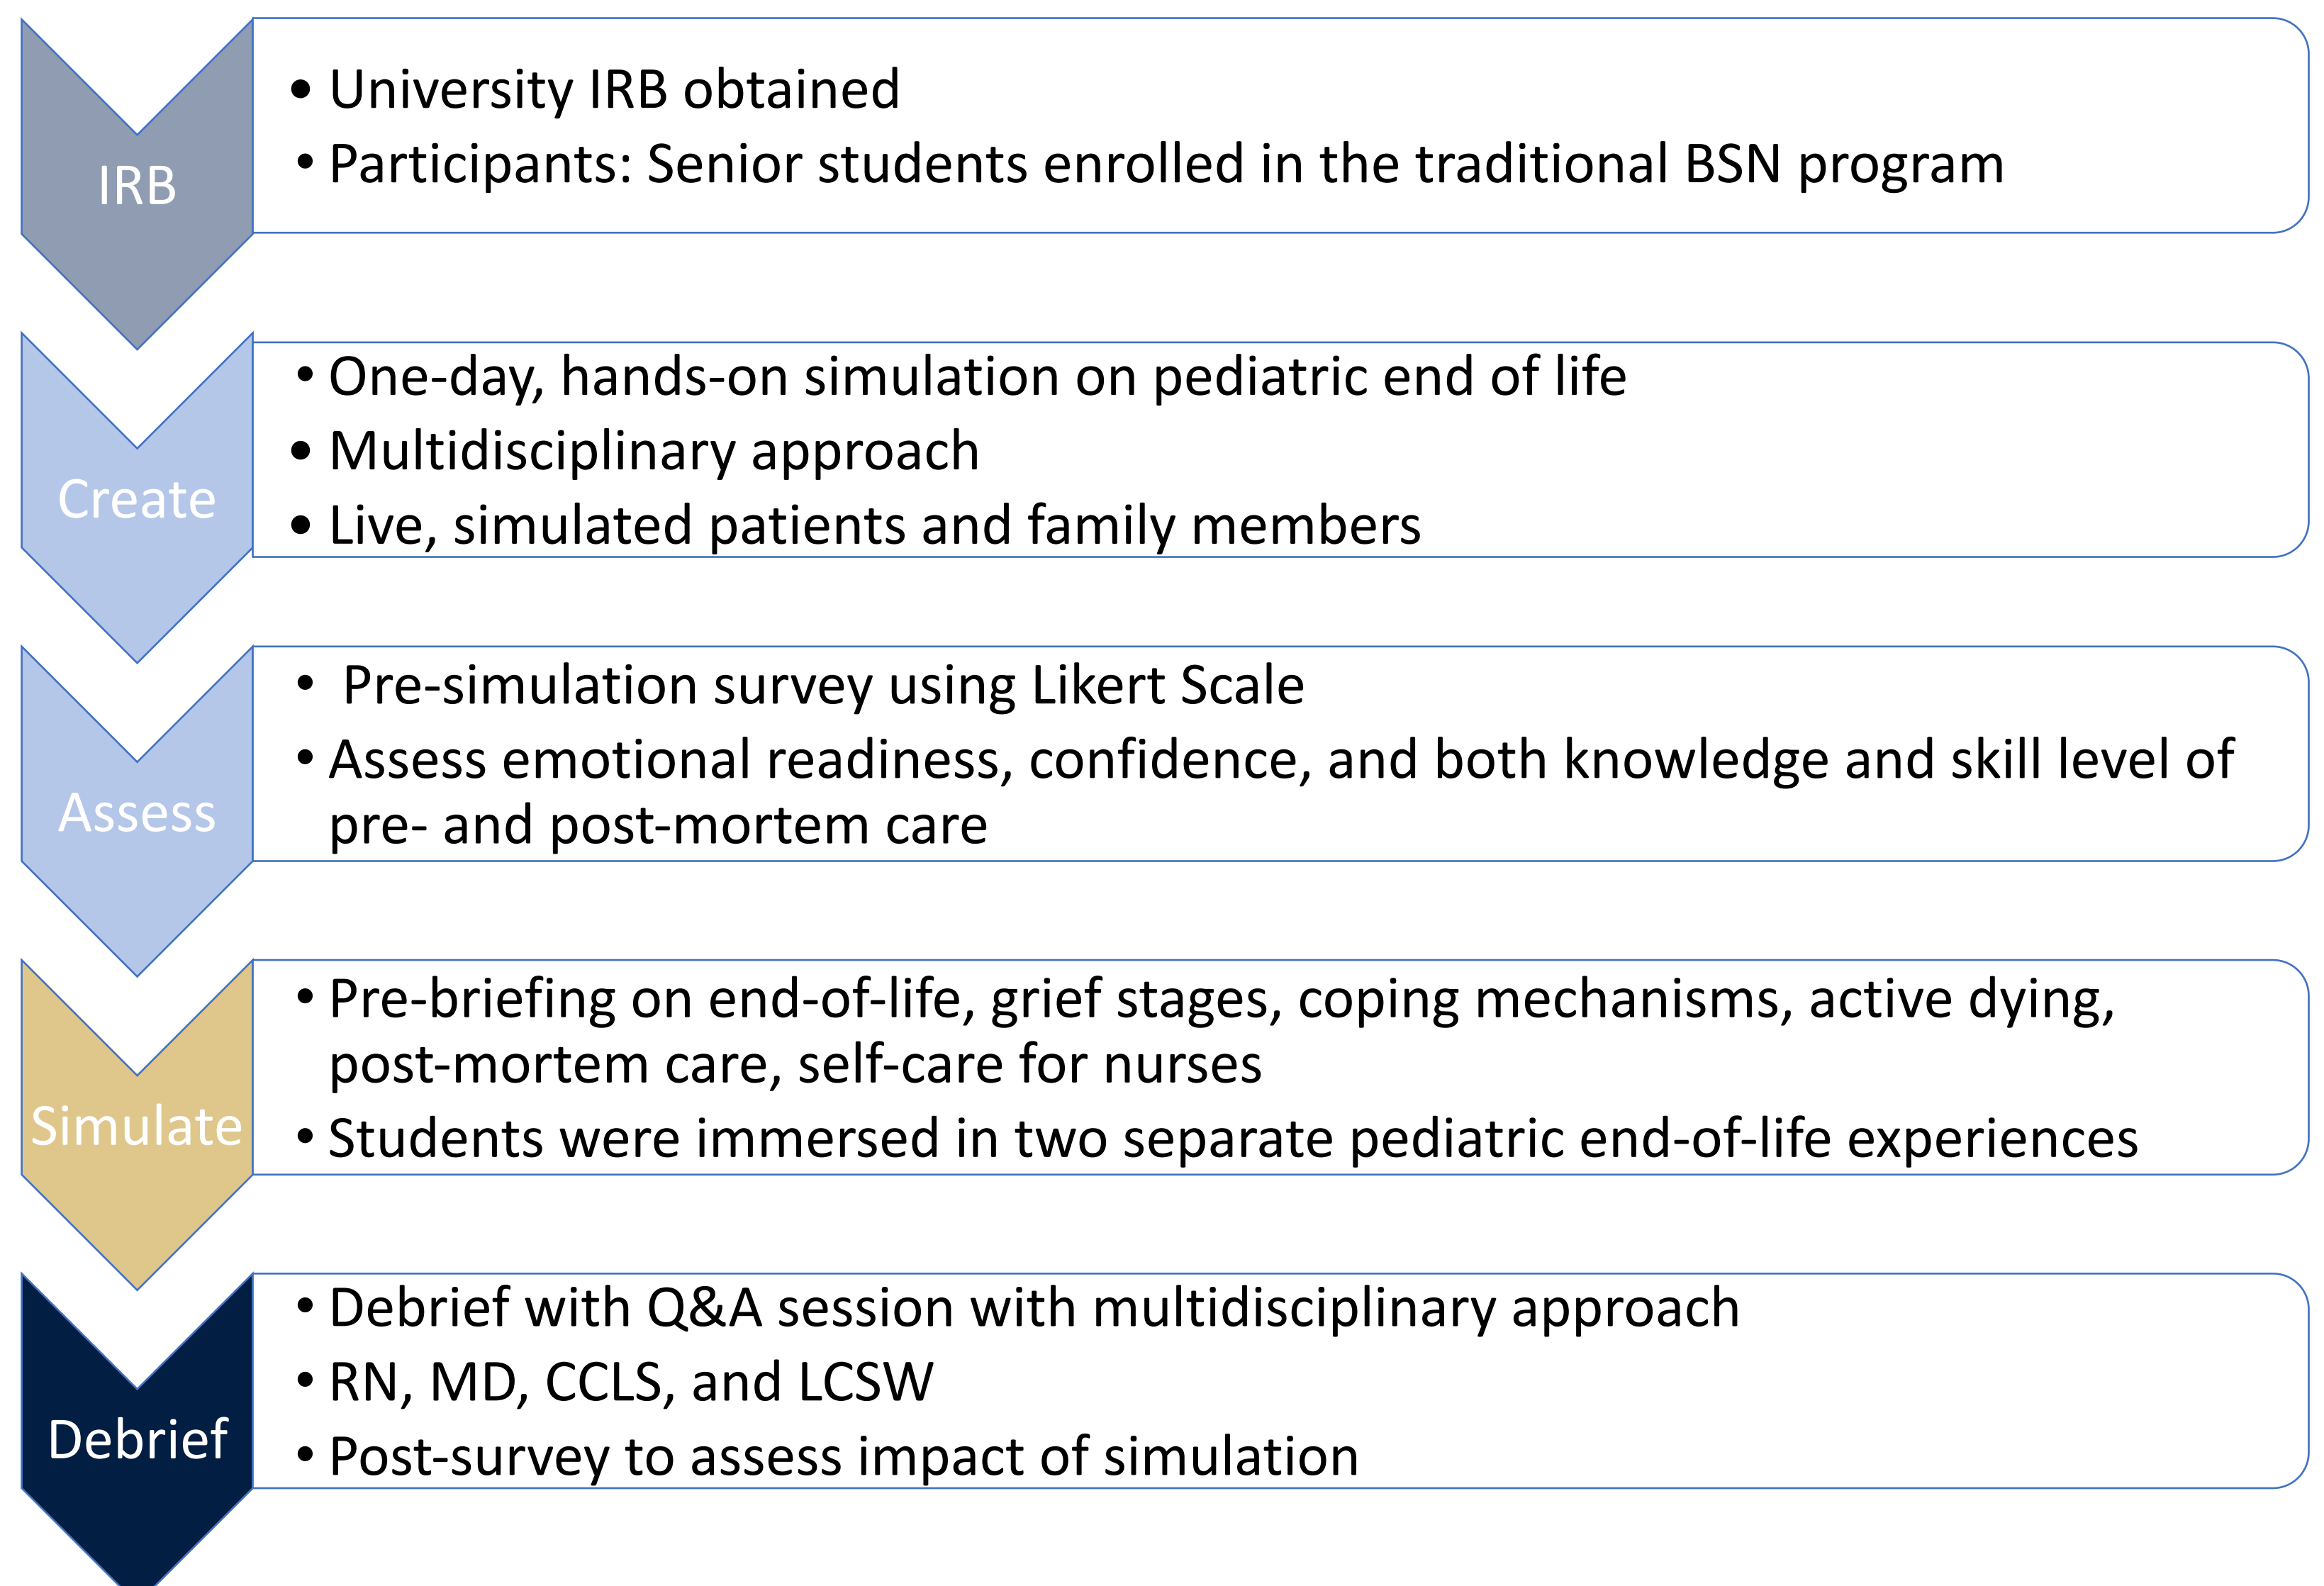 IRB
• University IRB obtained
• Participants: Senior students enrolled in the traditional BSN program
Create
• One-day, hands-on simulation on pediatric end of life
• Multidisciplinary approach
• Live, simulated patients and family members
Assess
• Pre-simulation survey using Likert Scale
• Assess emotional readiness, confidence, and both knowledge and skill level of
pre- and post-mortem care
Simulate
• Pre-briefing on end-of-life, grief stages, coping mechanisms, active dying,
post-mortem care, self-care for nurses
• Students were immersed in two separate pediatric end-of-life experiences
Debrief
• Debrief with Q&A session with multidisciplinary approach
• RN, MD, CCLS, and LCSW
• Post-survey to assess impact of simulation